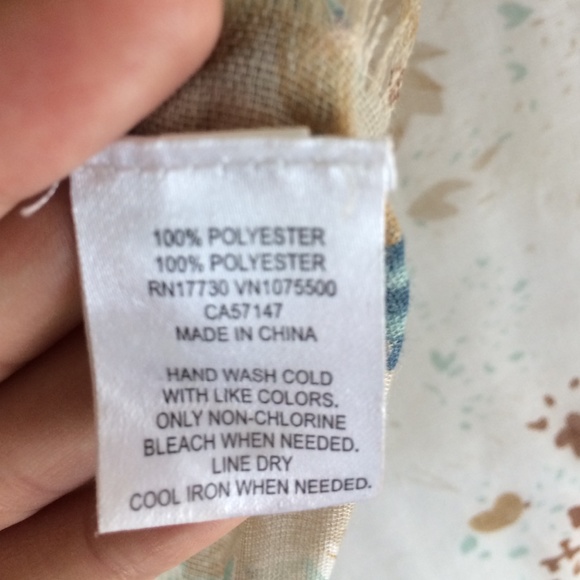 100% POLYESTER
100% POLYESTER
RN17730 VN1075500
CA57147
MADE IN CHINA
HAND WASH COLD
WITH LIKE COLORS.
ONLY NON-CHLORINE
BLEACH WHEN NEEDED.
LINE DRY
COOL IRON WHEN NEEDED.